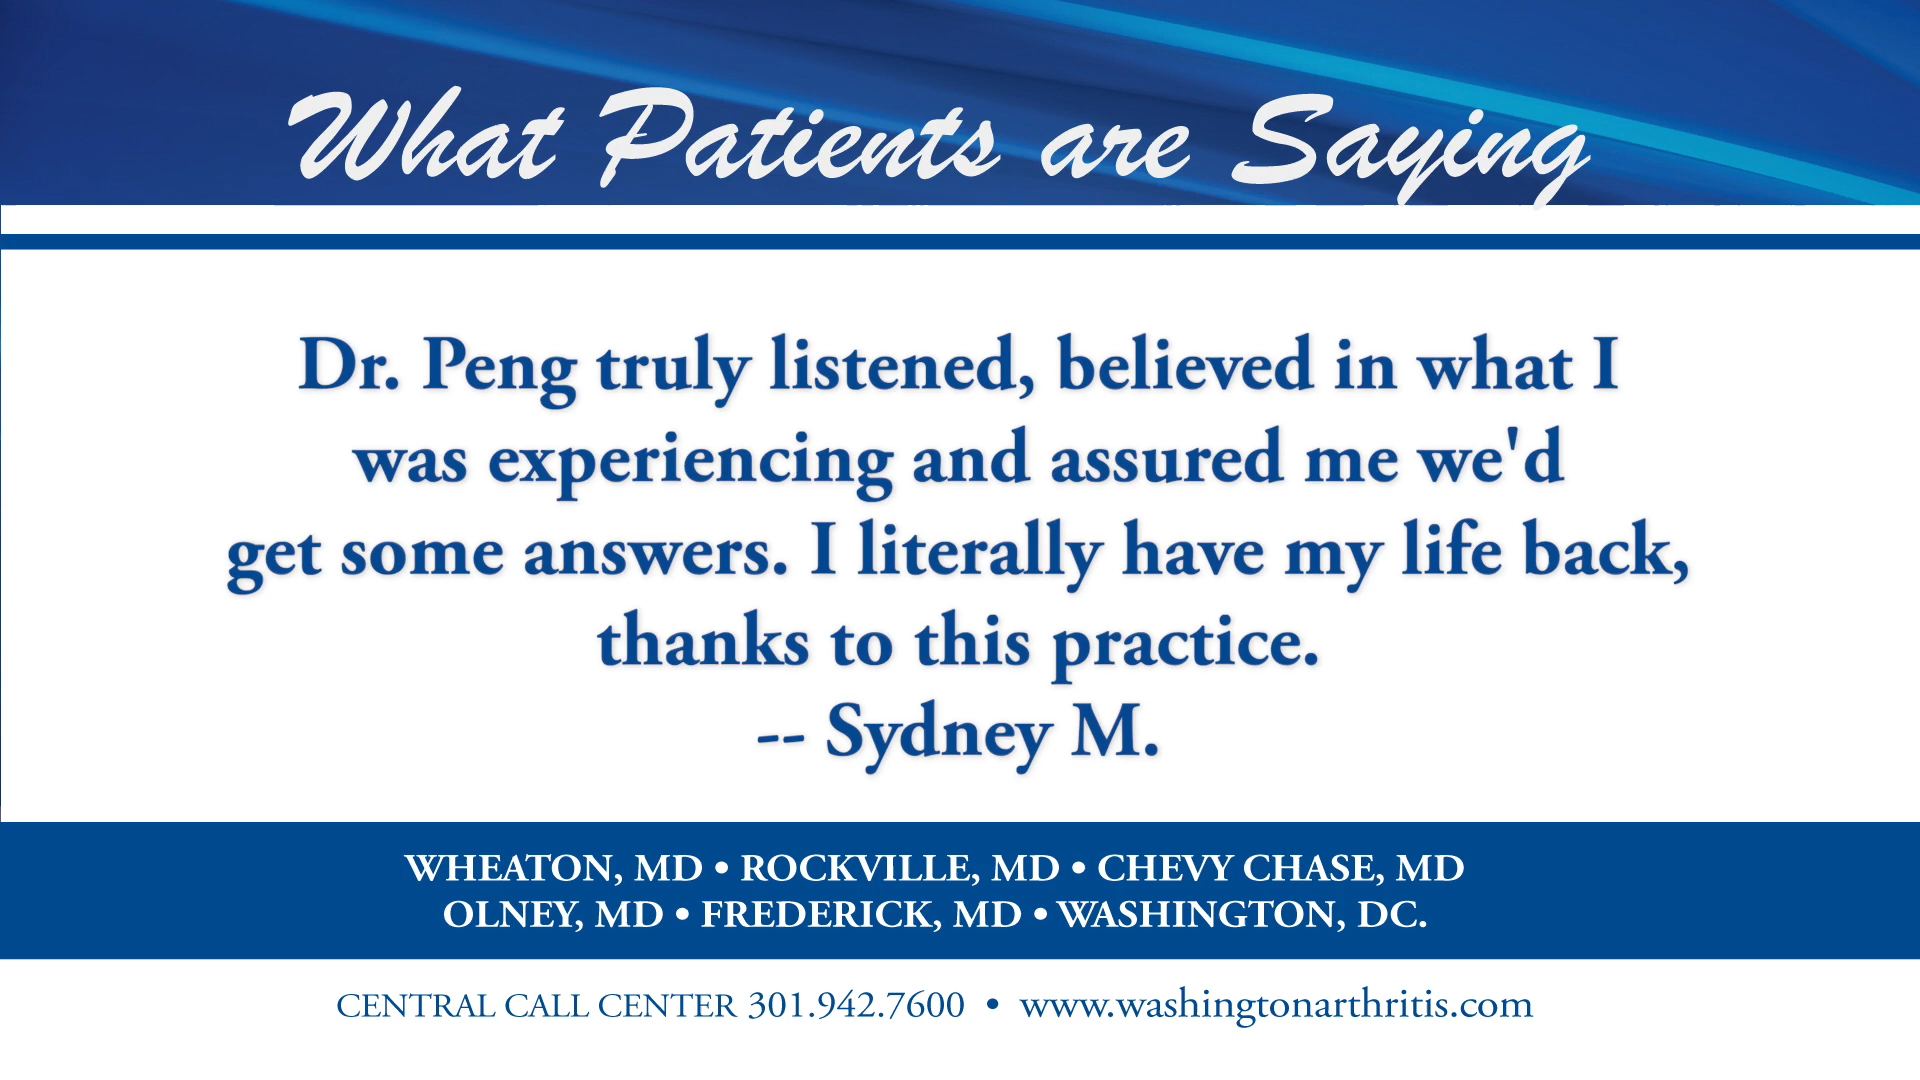 What Patients are Saying
Dr. Peng truly listened, believed in what I
was experiencing and assured me we'd
get some answers. I literally have my life back,
thanks to this practice.
-- Sydney M.
WHEATON, MD • ROCKVILLE, MD • CHEVY CHASE, MD
OLNEY, MD • FREDERICK, MD • WASHINGTON, DC.
CENTRAL CALL CENTER 301.942.7600 • www.washingtonarthritis.com